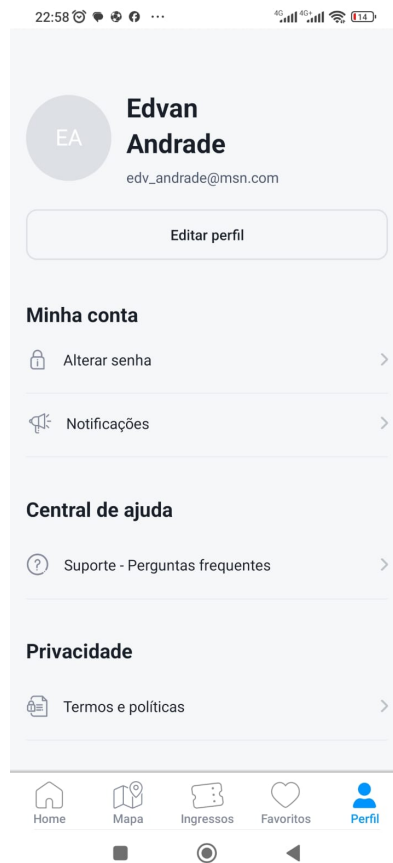 22:58
4G 4G+ 14
EA
Edvan
Andrade
edv_andrade@msn.com
Editar perfil
Minha conta
Alterar senha
Notificações
Central de ajuda
Suporte - Perguntas frequentes
Privacidade
Termos e políticas
Home Mapa Ingressos Favoritos Perfil